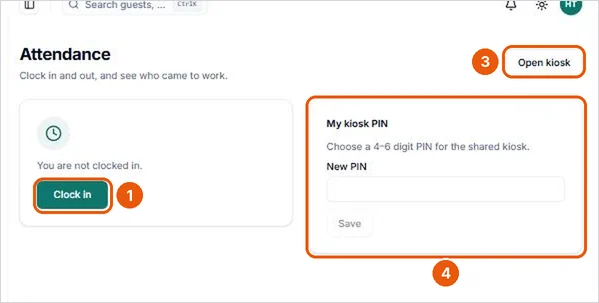 Search guests, ...
Ctrl K
HT
Attendance
Clock in and out, and see who came to work.
3
Open kiosk
You are not clocked in.
Clock in
1
My kiosk PIN
Choose a 4–6 digit PIN for the shared kiosk.
New PIN
Save
4